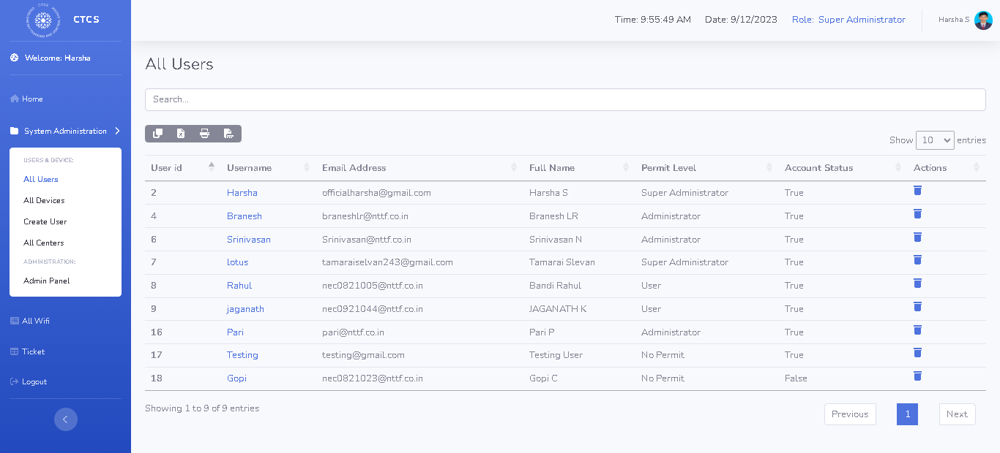 CTCS
Time: 9:55:49 AM Date: 9/12/2023 Role: Super Administrator Harsha S
Welcome: Harsha
Home
System Administration
USERS & DEVICE:
All Users
All Devices
Create User
All Centers
ADMINISTRATION:
Admin Panel
All Wifi
Ticket
Logout
All Users
Search...
Show 10 entries
User id Username Email Address Full Name Permit Level Account Status Actions
2 Harsha officialharsha@gmail.com Harsha S Super Administrator True
4 Branesh braneshlr@nttf.co.in Branesh LR Administrator True
6 Srinivasan Srinivasan@nttf.co.in Srinivasan N Administrator True
7 lotus tamaraiselvan243@gmail.com Tamarai Slevan Super Administrator True
8 Rahul nec0821005@nttf.co.in Bandi Rahul User True
9 jaganath nec0921044@nttf.co.in JAGANATH K User True
16 Pari pari@nttf.co.in Pari P Administrator True
17 Testing testing@gmail.com Testing User No Permit True
18 Gopi nec0821023@nttf.co.in Gopi C No Permit False
Showing 1 to 9 of 9 entries
Previous 1 Next